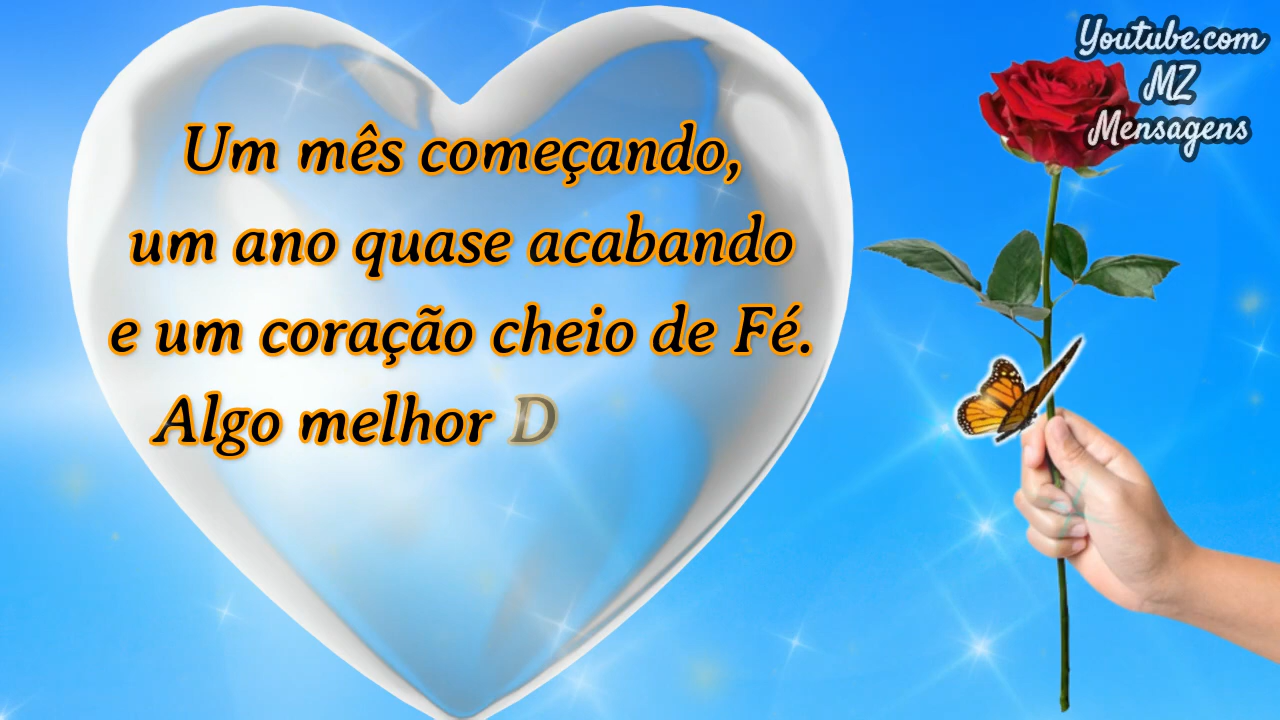 Um mês começando,
um ano quase acabando
e um coração cheio de Fé.
Algo melhor D
Youtube.com
MZ
Mensagens